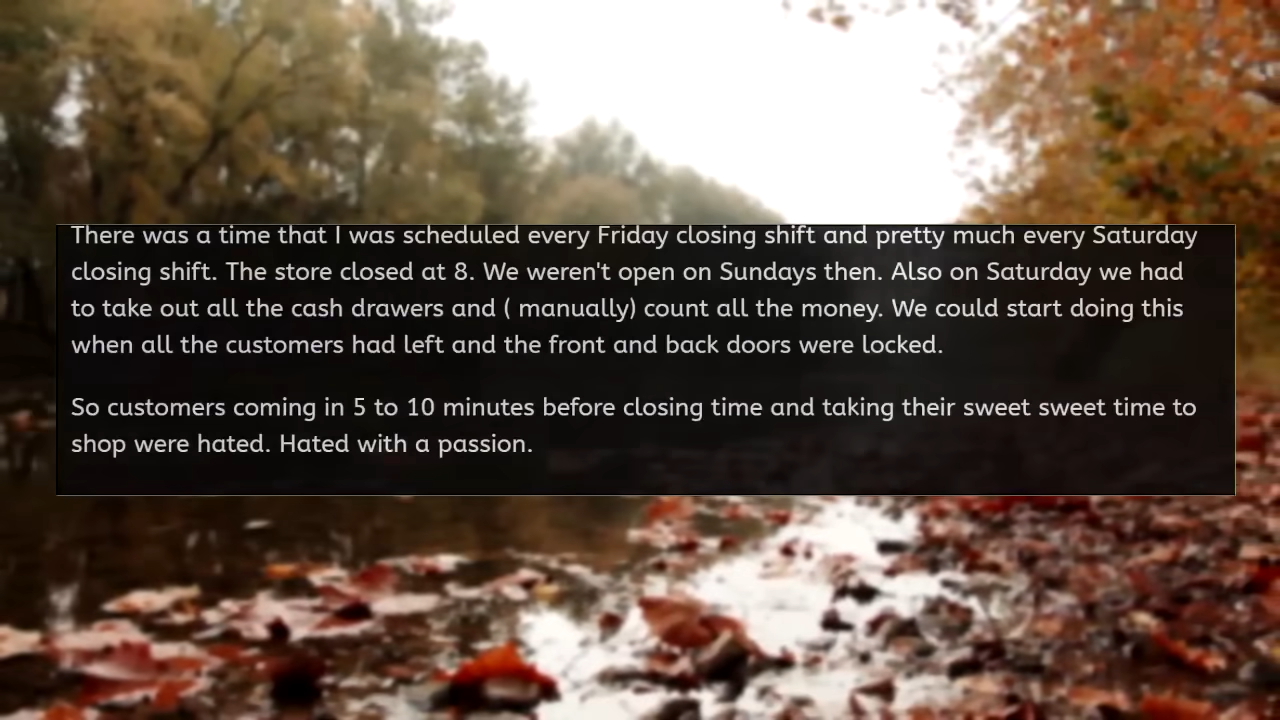 There was a time that I was scheduled every Friday closing shift and pretty much every Saturday
closing shift. The store closed at 8. We weren't open on Sundays then. Also on Saturday we had
to take out all the cash drawers and ( manually) count all the money. We could start doing this
when all the customers had left and the front and back doors were locked.
So customers coming in 5 to 10 minutes before closing time and taking their sweet sweet time to
shop were hated. Hated with a passion.